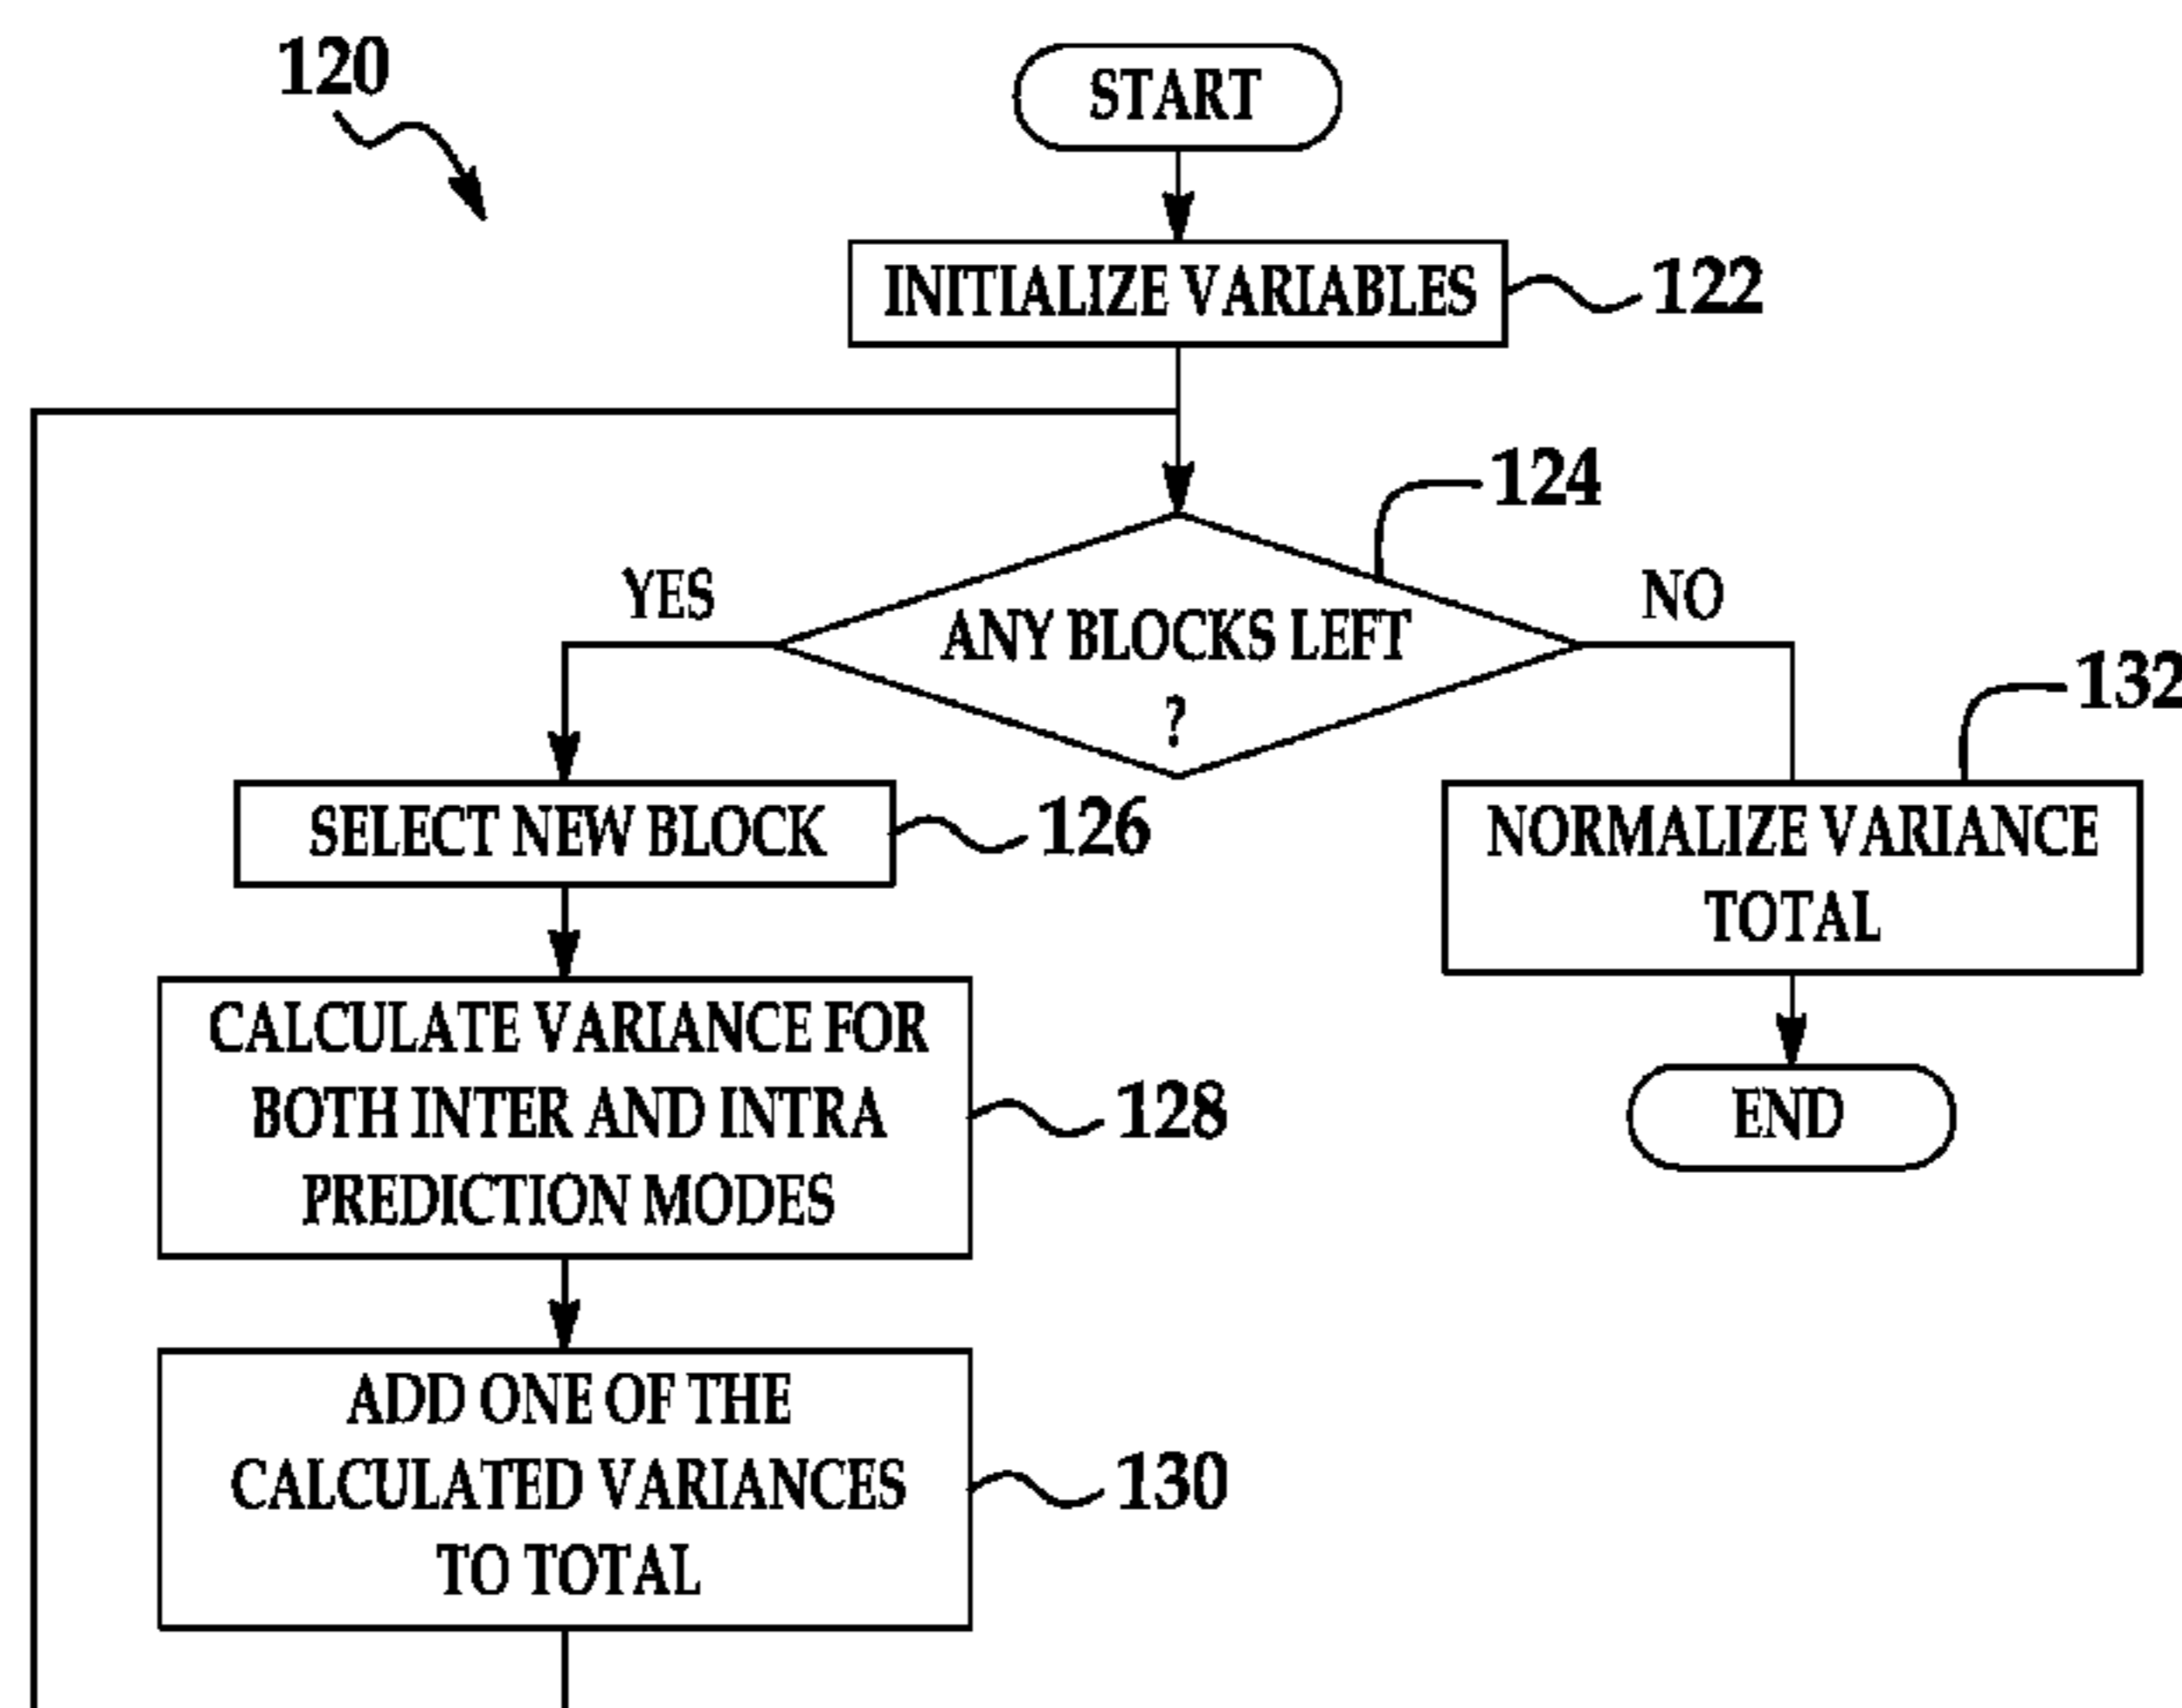 120
START
INITIALIZE VARIABLES
122
124
YES
ANY BLOCKS LEFT
?
NO
132
SELECT NEW BLOCK
126
NORMALIZE VARIANCE
TOTAL
CALCULATE VARIANCE FOR
BOTH INTER AND INTRA
PREDICTION MODES
128
END
ADD ONE OF THE
CALCULATED VARIANCES
TO TOTAL
130